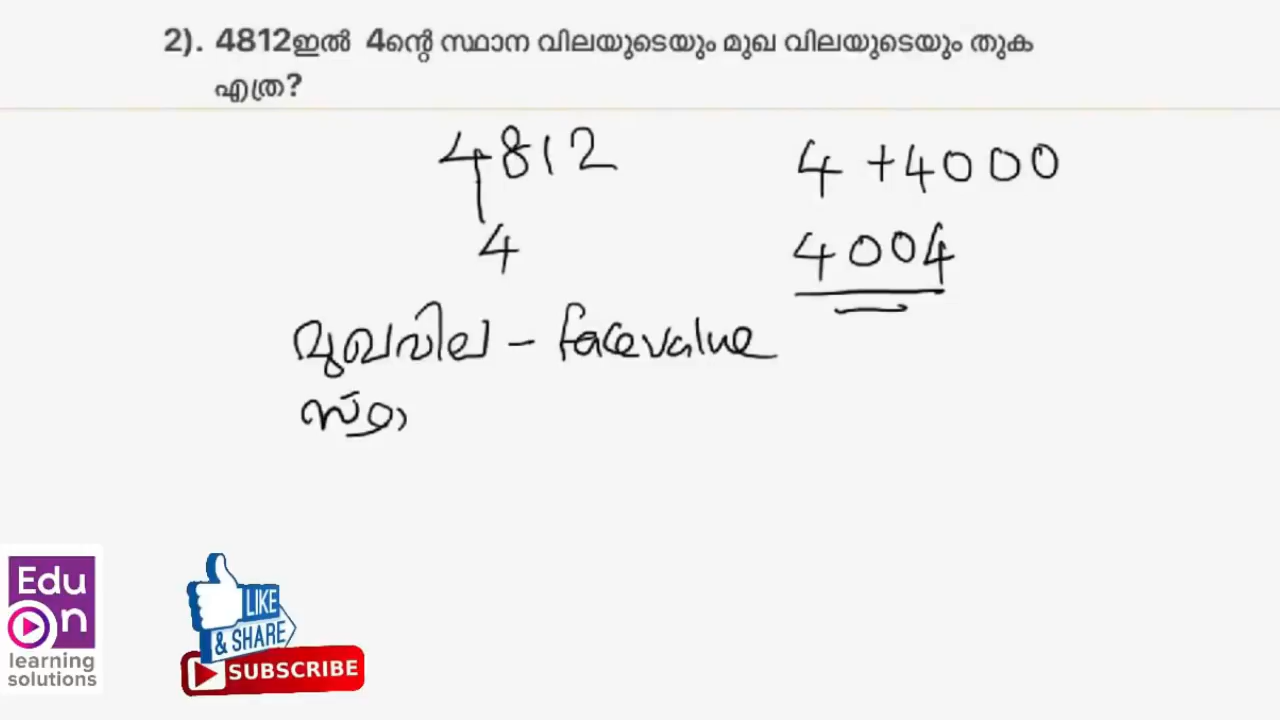 2). 4812ഇൽ 4ന്റെ സ്ഥാന വിലയുടെയും മുഖ വിലയുടെയും തുക
എത്ര?
4812
4 + 4000
4
4004
മുഖവില - facevalue
സ്ഥാ
Edu
on
learning
solutions
LIKE
& SHARE
SUBSCRIBE